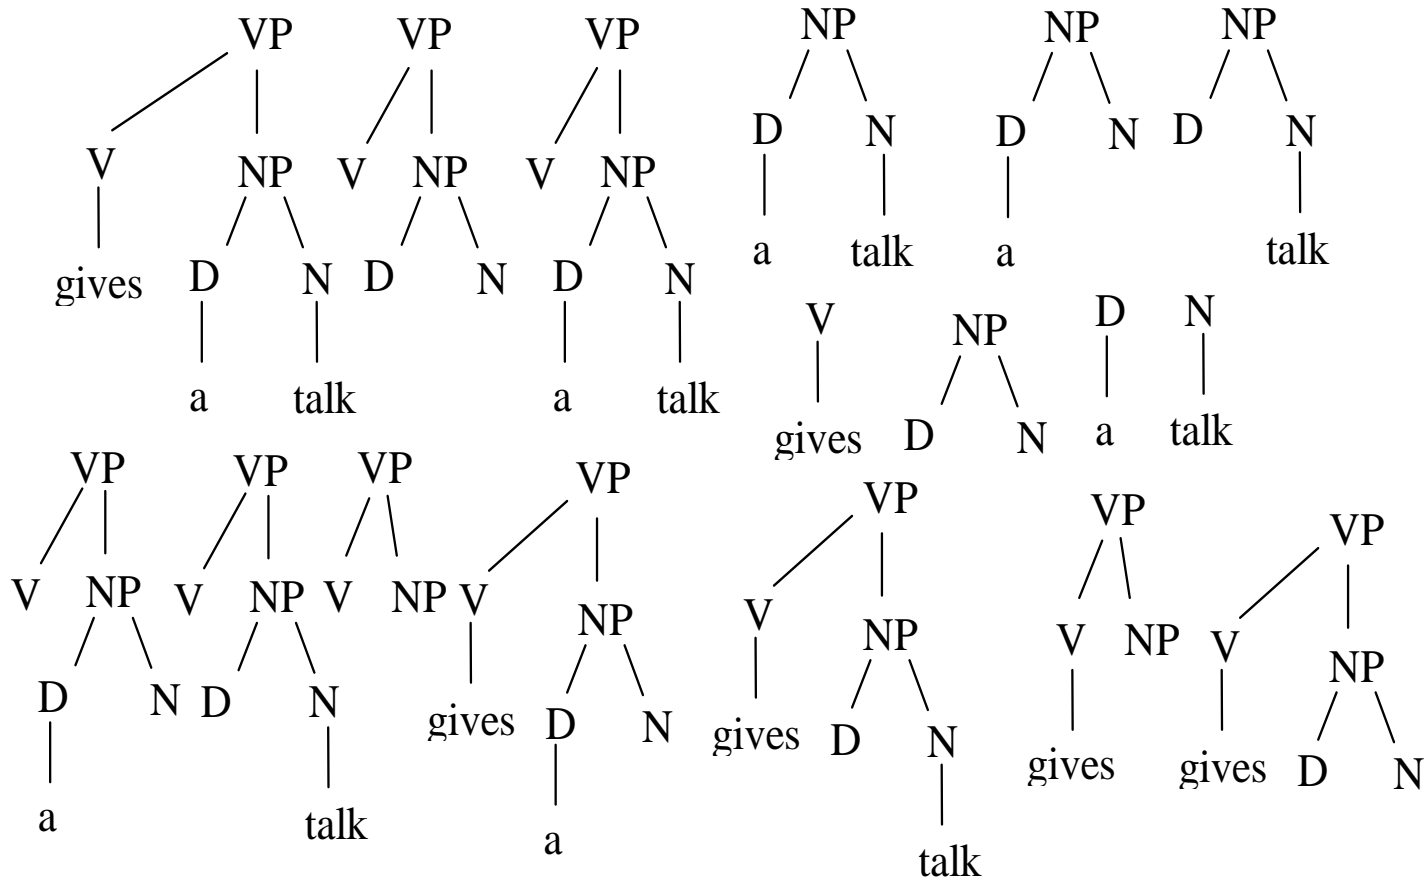 VP VP VP NP NP NP
D N D N D N
V NP V NP V NP
a talk a talk
gives D N D N D N
V NP D N
a talk a talk
gives D N a talk
VP VP VP VP VP VP VP
V NP V NP V NP V NP V NP V NP V NP
D N D N gives D N gives D N gives gives D N
a talk a talk